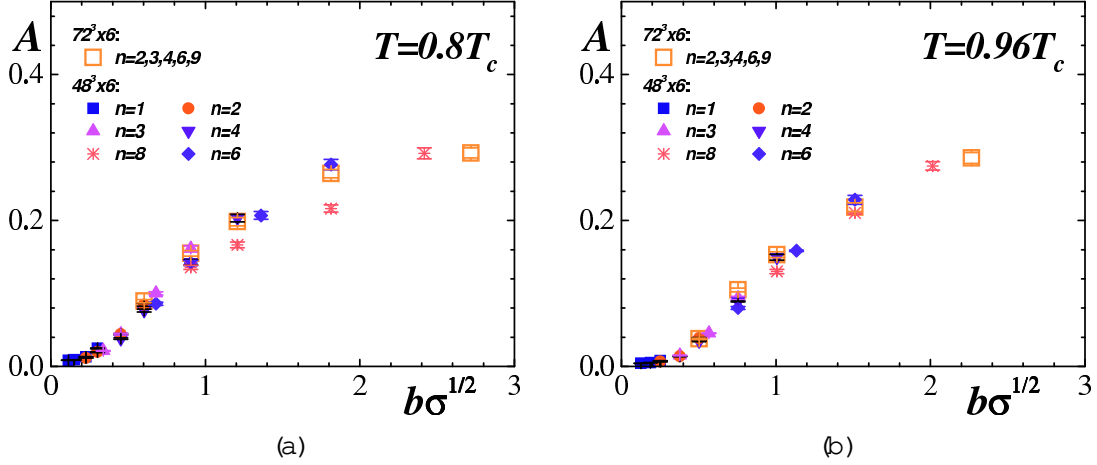 A
72³x6:
n=2,3,4,6,9
48³x6:
n=1 n=2
n=3 n=4
n=8 n=6
T=0.8T_c
0.4
0.2
0.0
0 1 2 3
bσ^{1/2}
(a)
A
72³x6:
n=2,3,4,6,9
48³x6:
n=1 n=2
n=3 n=4
n=8 n=6
T=0.96T_c
0.4
0.2
0.0
0 1 2 3
bσ^{1/2}
(b)